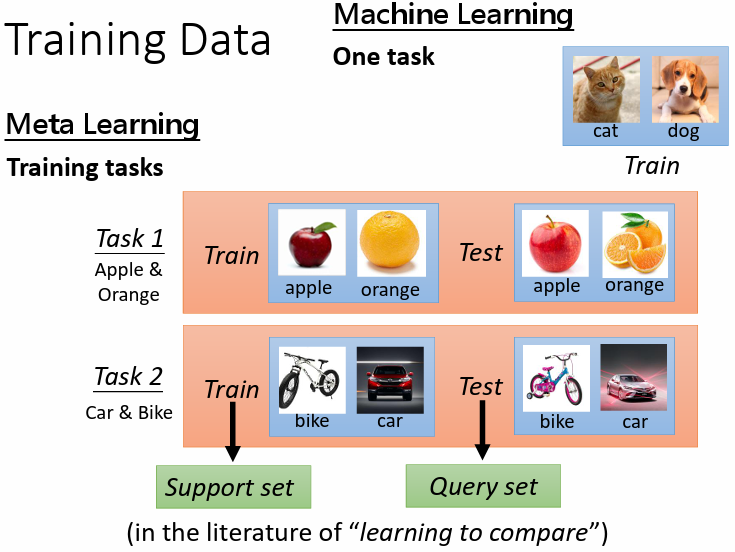 Training Data
Machine Learning
One task
cat
dog
Train
Meta Learning
Training tasks
Task 1
Apple &
Orange
Train
apple
orange
Test
apple
orange
Task 2
Car & Bike
Train
bike
car
Test
bike
car
Support set
Query set
(in the literature of “learning to compare”)